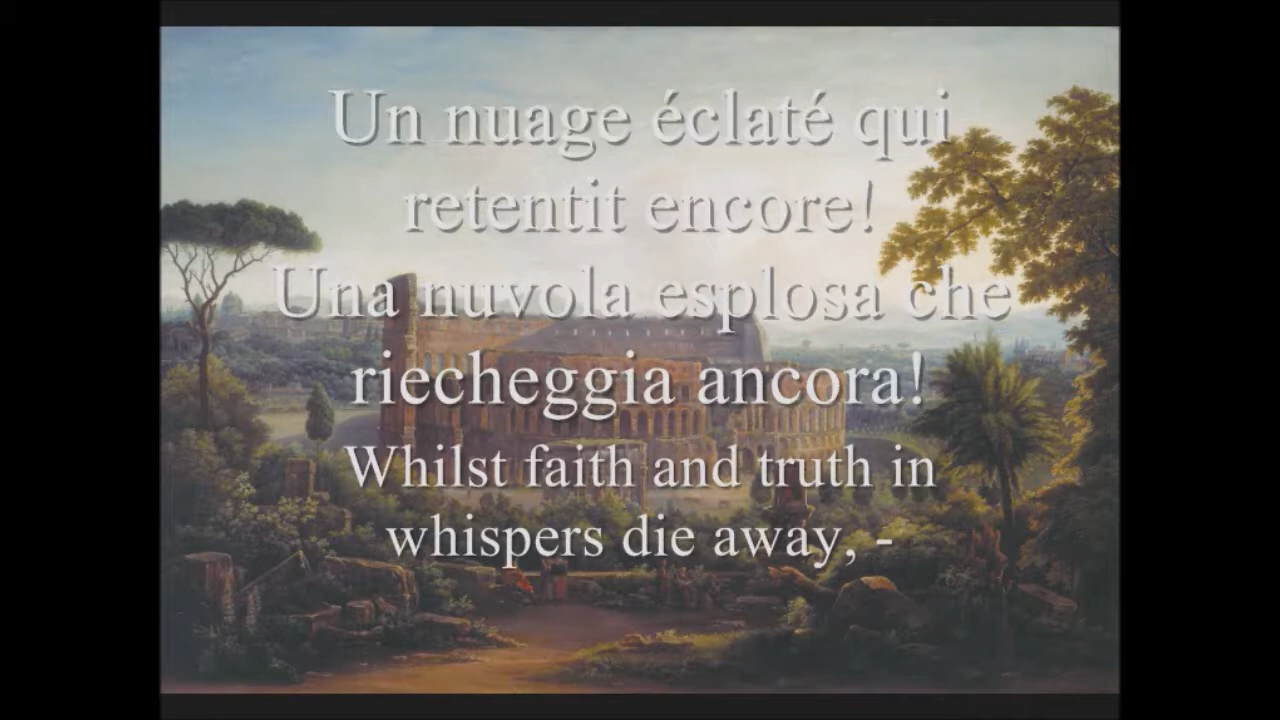 Un nuage éclaté qui
retentit encore!
Una nuvola esplosa che
riecheggia ancora!
Whilst faith and truth in
whispers die away, -